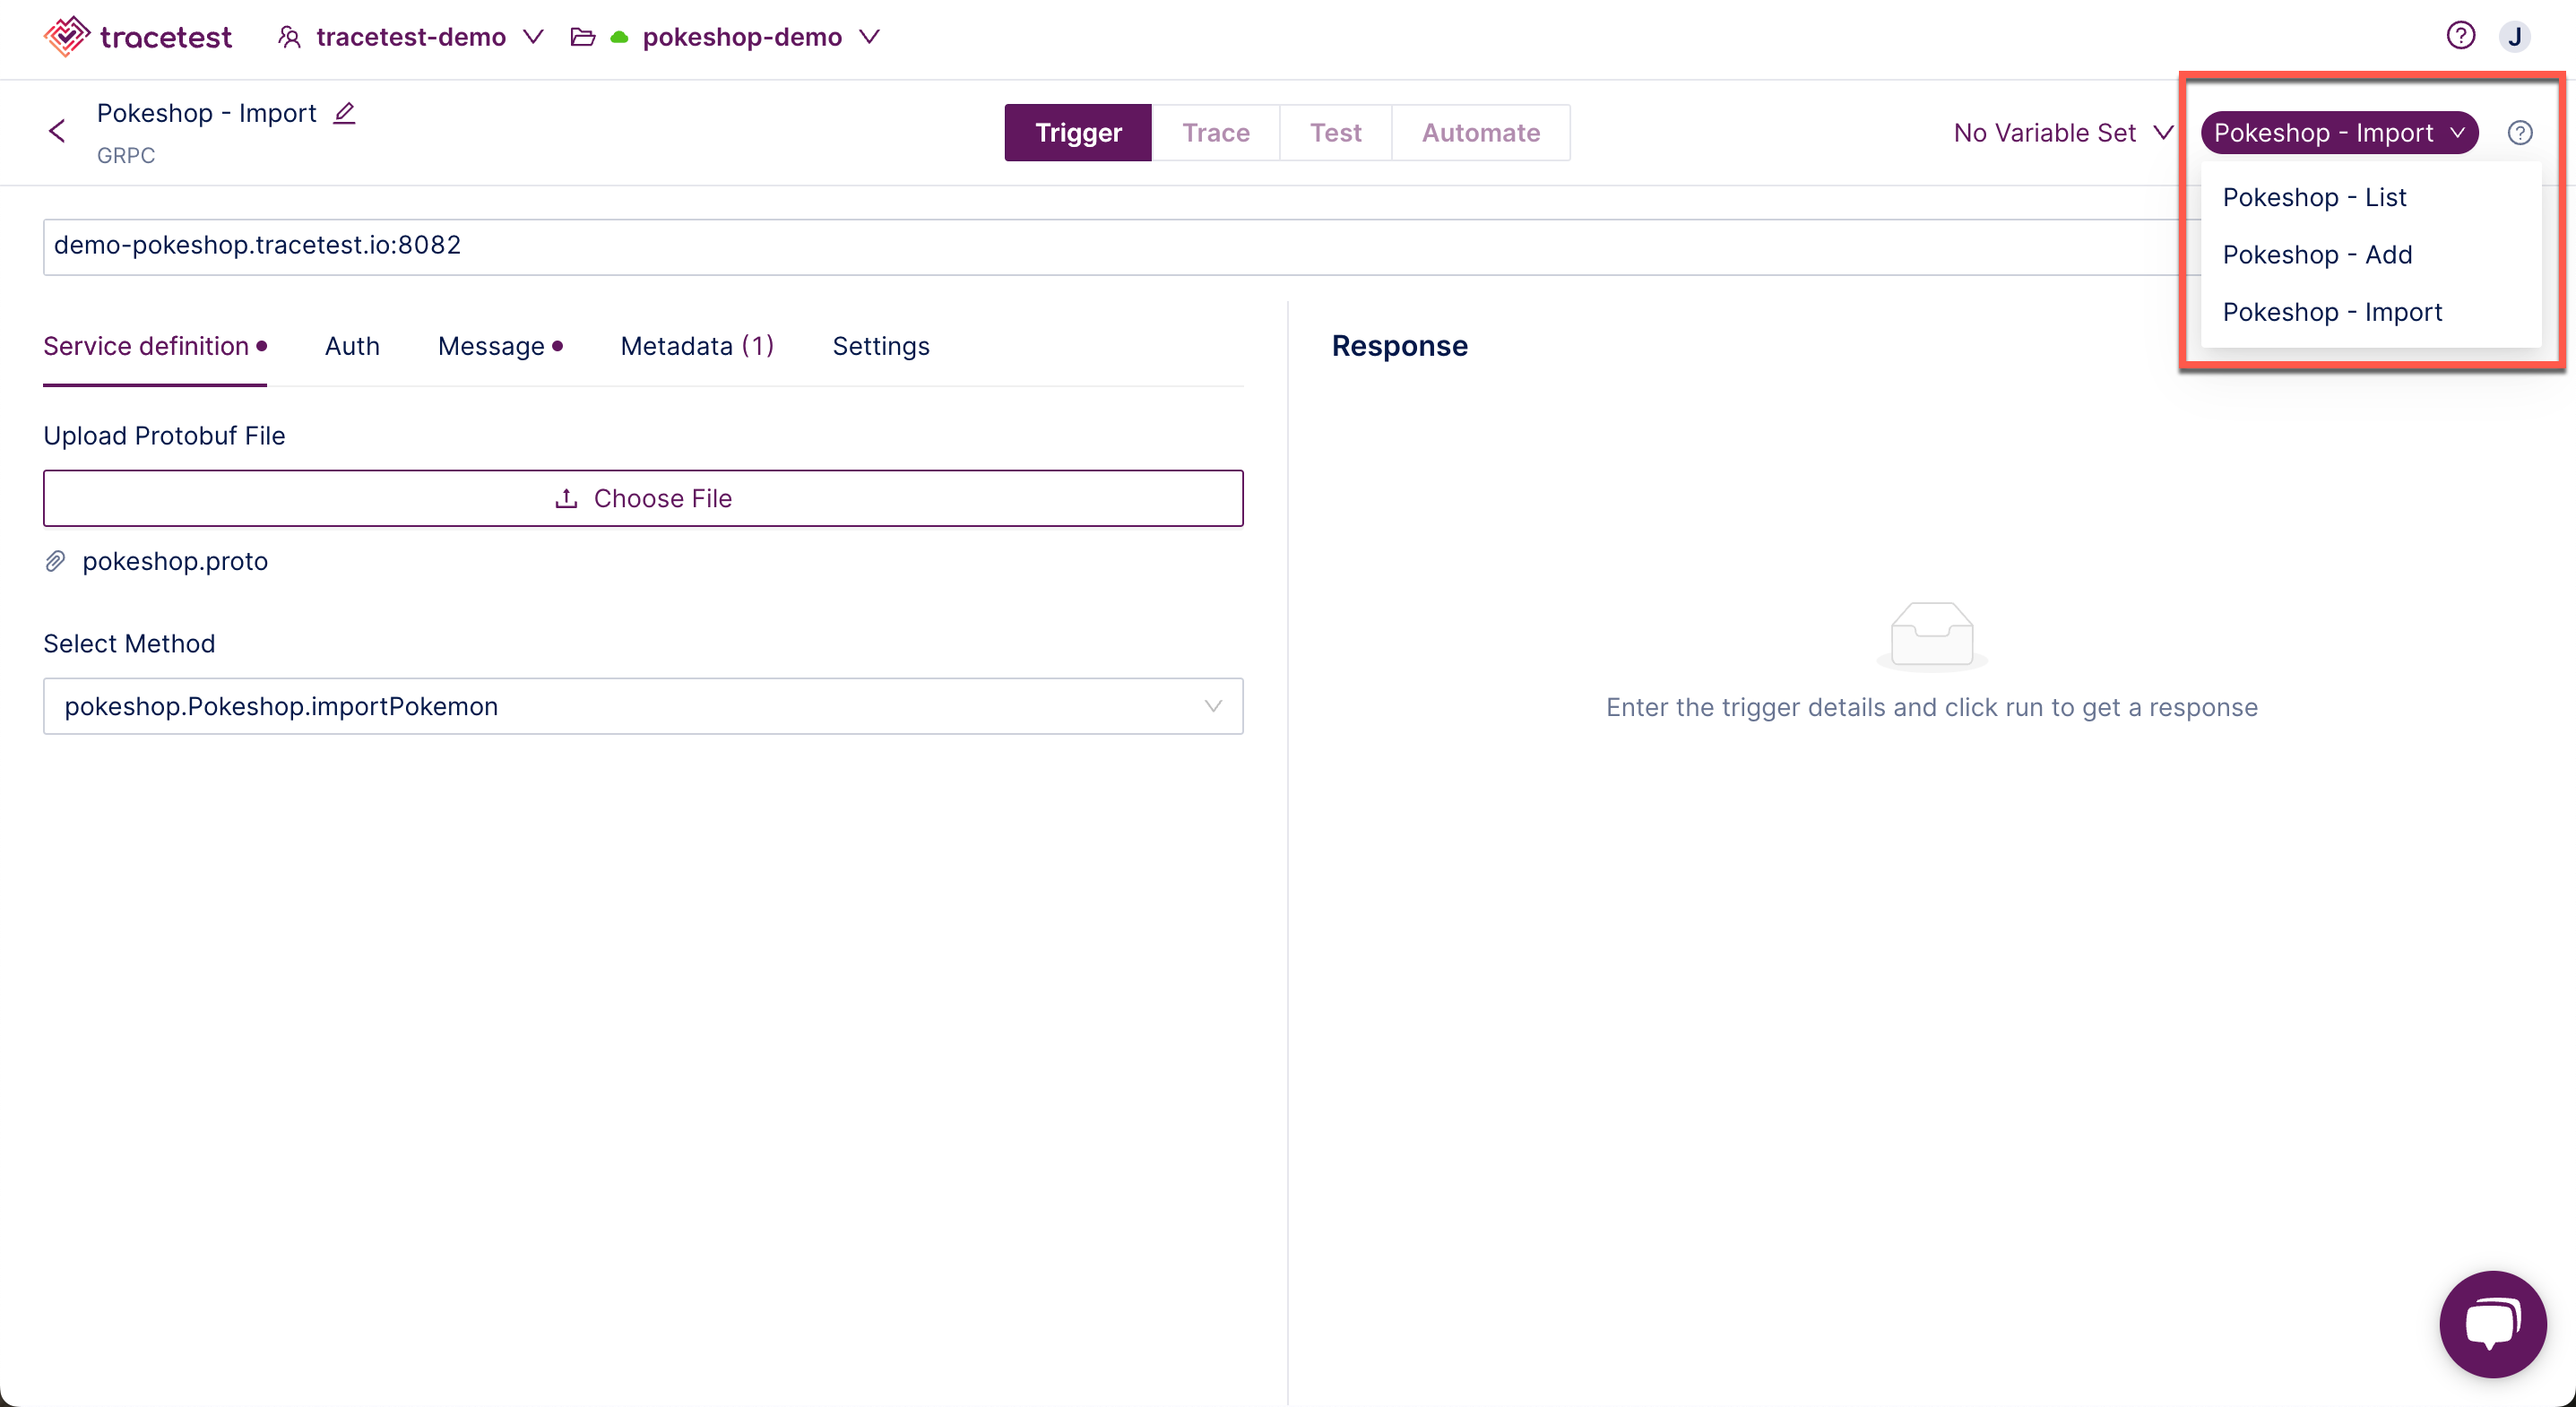 tracetest
tracetest-demo
pokeshop-demo
J
Pokeshop - Import
GRPC
Trigger
Trace
Test
Automate
No Variable Set
Pokeshop - Import
Pokeshop - List
Pokeshop - Add
Pokeshop - Import
demo-pokeshop.tracetest.io:8082
Service definition
Auth
Message
Metadata (1)
Settings
Response
Upload Protobuf File
Choose File
pokeshop.proto
Select Method
pokeshop.Pokeshop.importPokemon
Enter the trigger details and click run to get a response